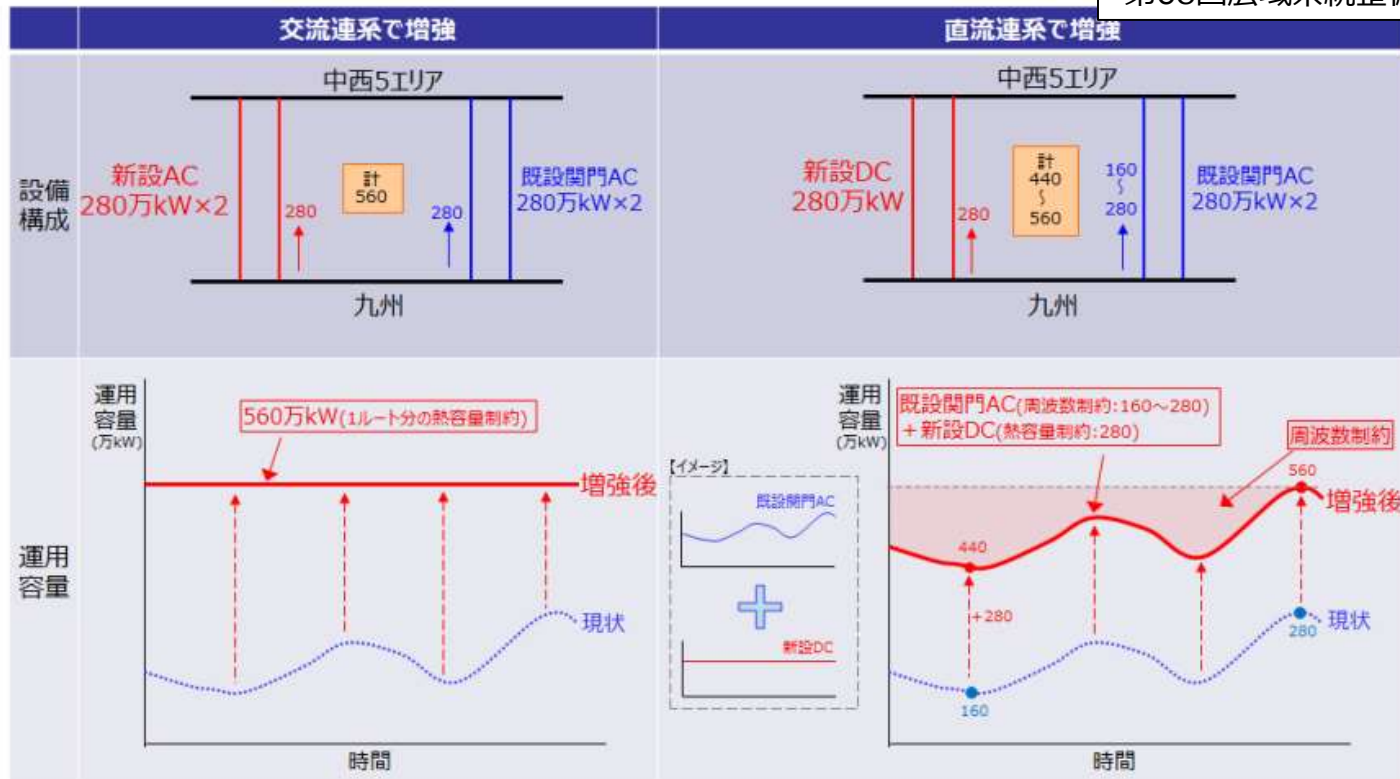 交流連系で増強
直流連系で増強
設備
構成
中西5エリア
新設AC
280万kW×2
280
計
560
280
既設関門AC
280万kW×2
九州
中西5エリア
新設DC
280万kW
280
計
440
~
560
160
~
280
既設関門AC
280万kW×2
九州
運用
容量
運用
容量
(万kW)
560万kW(1ルート分の熱容量制約)
増強後
現状
時間
【イメージ】
既設関門AC
新設DC
運用
容量
(万kW)
既設関門AC(周波数制約:160~280)
+新設DC(熱容量制約:280)
周波数制約
560
増強後
440
+280
280
現状
160
時間